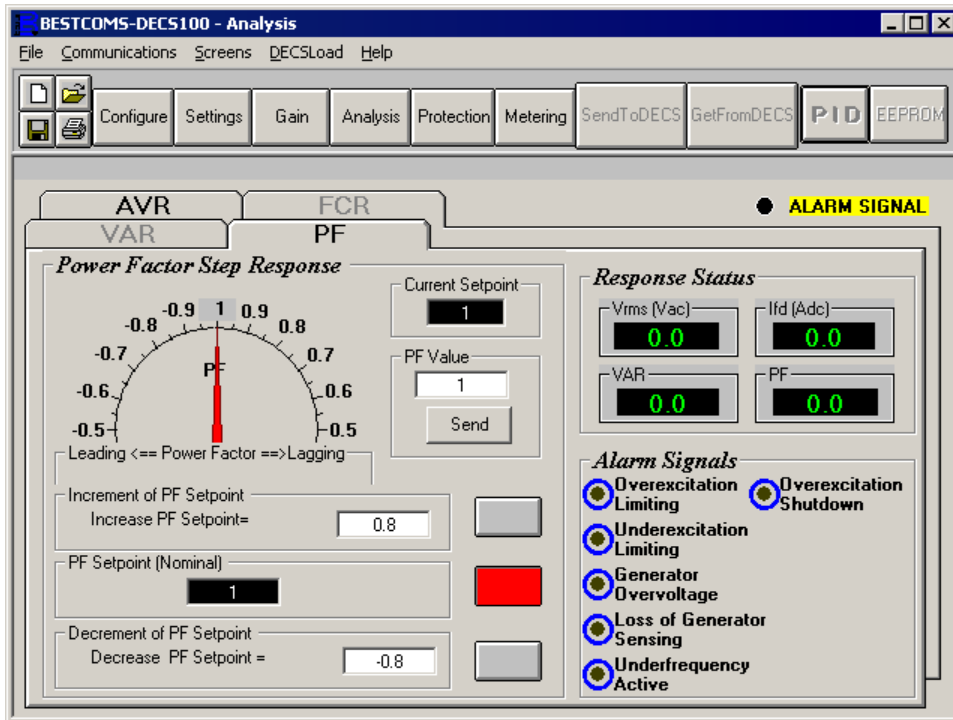 BESTCOMS-DECS100 - Analysis
File Communications Screens DECSLoad Help
Configure Settings Gain Analysis Protection Metering SendToDECS GetFromDECS PID EEPROM
AVR FCR
ALARM SIGNAL
VAR PF
Power Factor Step Response
-0.5 -0.6 -0.7 -0.8 -0.9 1 0.9 0.8 0.7 0.6 0.5
PF
Leading <== Power Factor ==>Lagging
Current Setpoint
1
PF Value
1
Send
Increment of PF Setpoint
Increase PF Setpoint= 0.8
PF Setpoint (Nominal)
1
Decrement of PF Setpoint
Decrease PF Setpoint = -0.8
Response Status
Vrms (Vac) Ifd (Adc)
0.0 0.0
VAR PF
0.0 0.0
Alarm Signals
Overexcitation Limiting
Overexcitation Shutdown
Underexcitation Limiting
Generator Overvoltage
Loss of Generator Sensing
Underfrequency Active